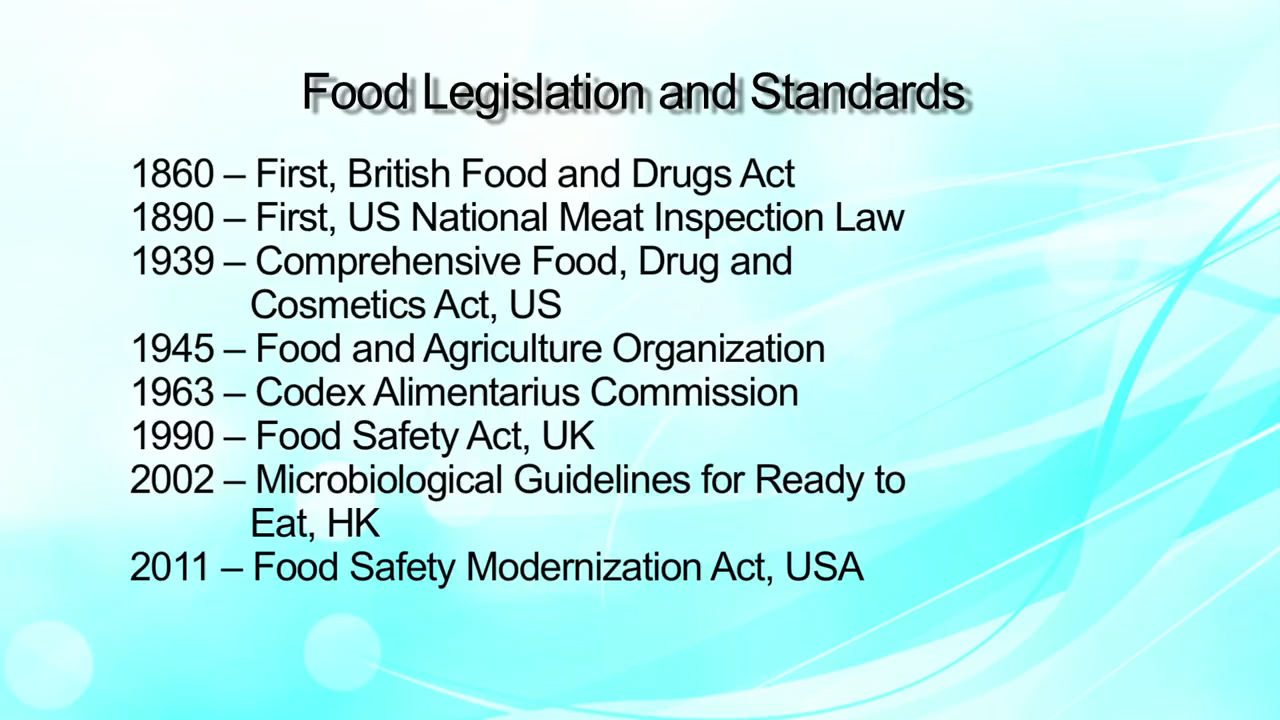 Food Legislation and Standards
1860 – First, British Food and Drugs Act
1890 – First, US National Meat Inspection Law
1939 – Comprehensive Food, Drug and
Cosmetics Act, US
1945 – Food and Agriculture Organization
1963 – Codex Alimentarius Commission
1990 – Food Safety Act, UK
2002 – Microbiological Guidelines for Ready to
Eat, HK
2011 – Food Safety Modernization Act, USA